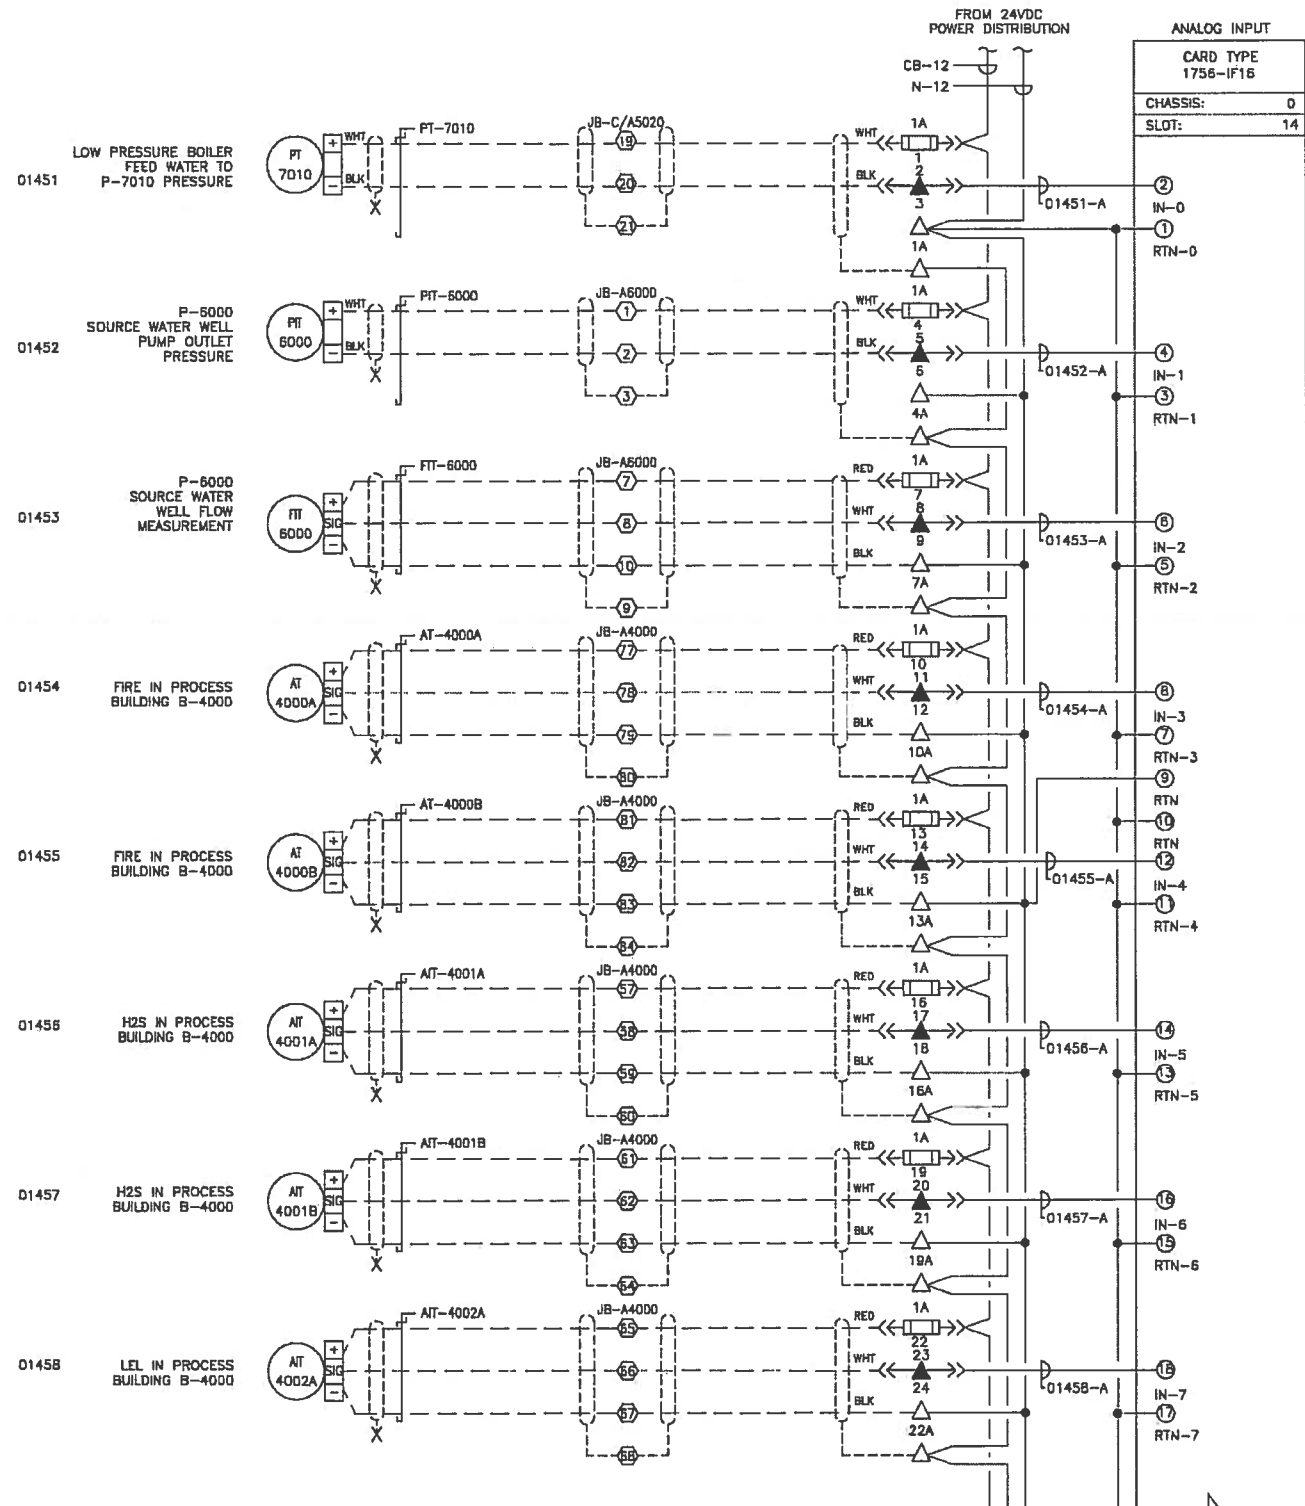 FROM 24VDC
POWER DISTRIBUTION
CB-12
N-12
ANALOG INPUT
CARD TYPE
1756-IF16
CHASSIS: 0
SLOT: 14
01451
LOW PRESSURE BOILER
FEED WATER TO
P-7010 PRESSURE
PT
7010
+
-
WHT
BLK
X
PT-7010
JB-C/A5020
19
20
21
WHT
BLK
1A
1
2
3
1A
01451-A
2
IN-0
1
RTN-0
01452
P-6000
SOURCE WATER WELL
PUMP OUTLET
PRESSURE
PIT
6000
+
-
WHT
BLK
X
PIT-6000
JB-A6000
1
2
3
WHT
BLK
1A
4
5
6
4A
01452-A
4
IN-1
3
RTN-1
01453
P-6000
SOURCE WATER
WELL FLOW
MEASUREMENT
FIT
6000
+
SIG
-
X
FIT-6000
JB-A6000
7
8
10
9
RED
WHT
BLK
1A
7
8
9
7A
01453-A
6
IN-2
5
RTN-2
01454
FIRE IN PROCESS
BUILDING B-4000
AT
4000A
+
SIG
-
X
AT-4000A
JB-A4000
77
78
79
80
RED
WHT
BLK
1A
10
11
12
10A
01454-A
8
IN-3
7
RTN-3
9
RTN
10
RTN
01455
FIRE IN PROCESS
BUILDING B-4000
AT
4000B
+
SIG
-
X
AT-4000B
JB-A4000
81
82
83
84
RED
WHT
BLK
1A
13
14
15
13A
01455-A
12
IN-4
11
RTN-4
01456
H2S IN PROCESS
BUILDING B-4000
AIT
4001A
+
SIG
-
X
AIT-4001A
JB-A4000
57
58
59
60
RED
WHT
BLK
1A
16
17
18
16A
01456-A
14
IN-5
13
RTN-5
01457
H2S IN PROCESS
BUILDING B-4000
AIT
4001B
+
SIG
-
X
AIT-4001B
JB-A4000
61
62
63
64
RED
WHT
BLK
1A
19
20
21
19A
01457-A
16
IN-6
15
RTN-6
01458
LEL IN PROCESS
BUILDING B-4000
AIT
4002A
+
SIG
-
X
AIT-4002A
JB-A4000
65
66
67
68
RED
WHT
BLK
1A
22
23
24
22A
01458-A
18
IN-7
17
RTN-7